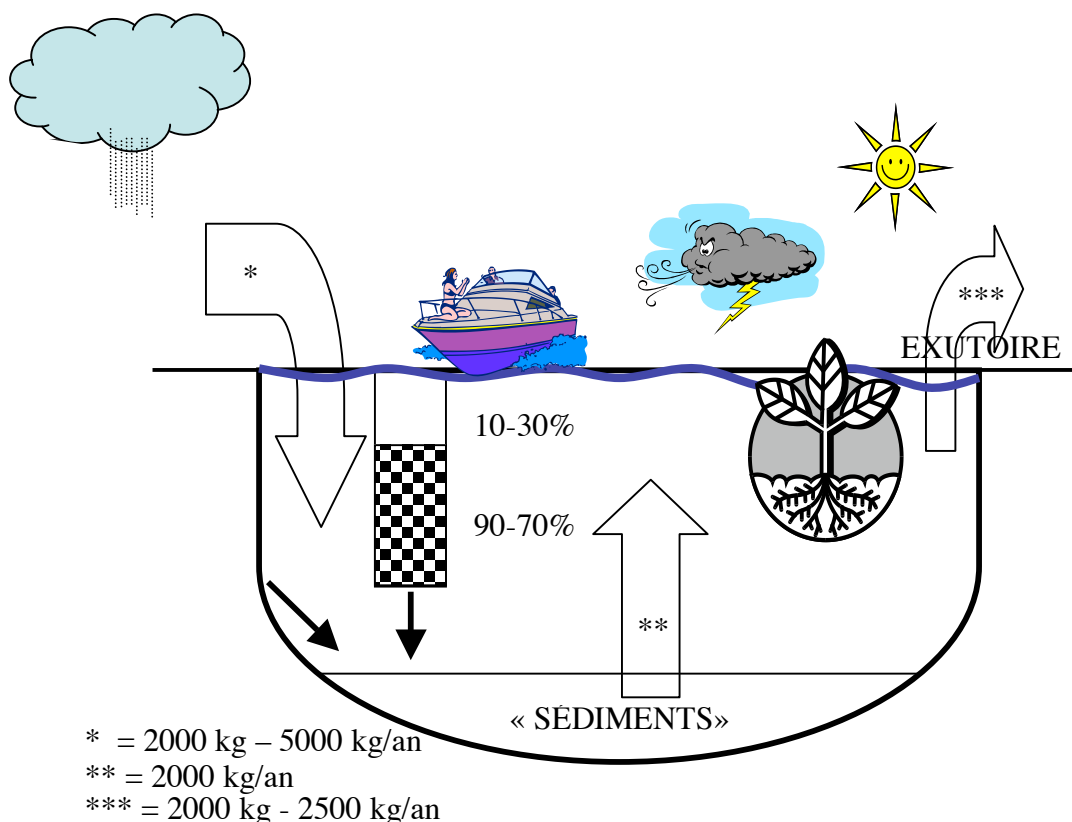 *
***
EXUTOIRE
10-30%
90-70%
**
« SÉDIMENTS»
* = 2000 kg – 5000 kg/an
** = 2000 kg/an
*** = 2000 kg - 2500 kg/an